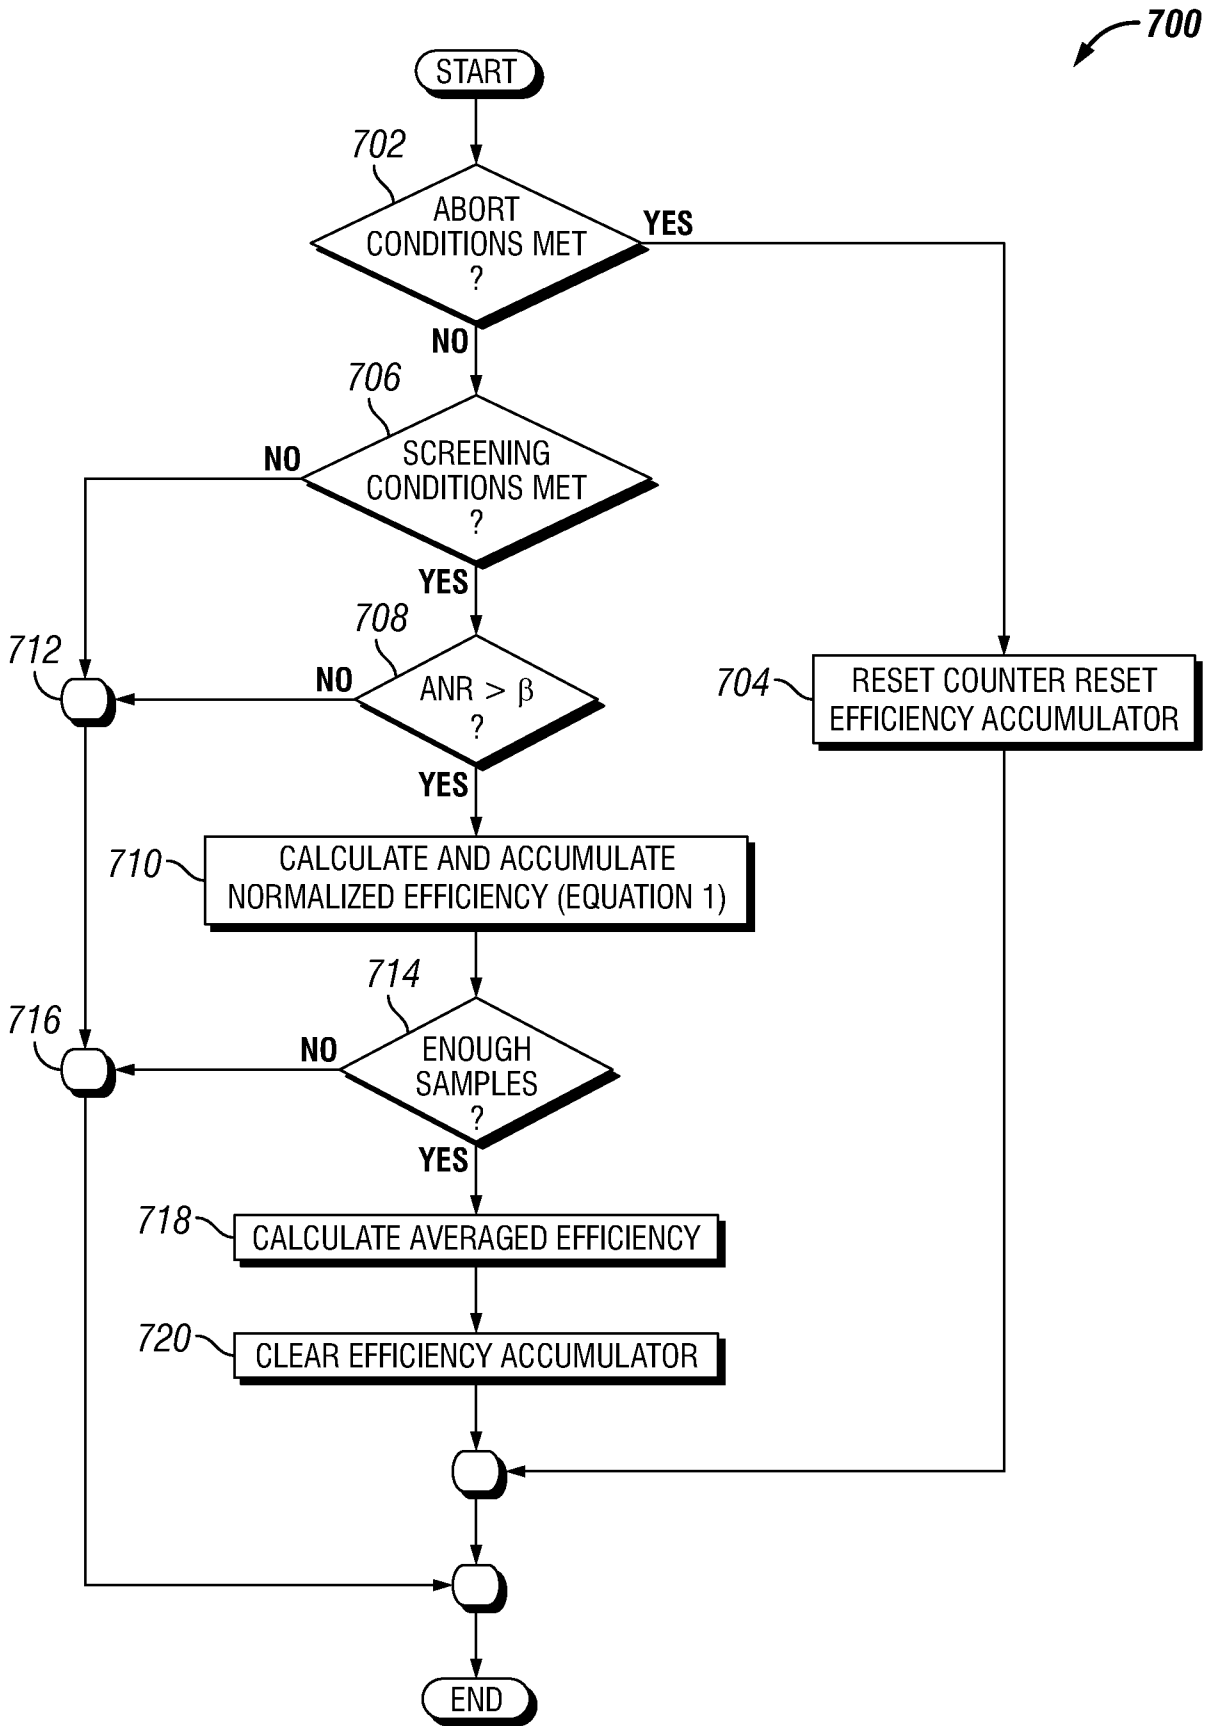 700
START
702
ABORT
CONDITIONS MET
?
YES
NO
706
SCREENING
CONDITIONS MET
?
NO
YES
708
712
ANR > β
?
NO
YES
704
RESET COUNTER RESET
EFFICIENCY ACCUMULATOR
710
CALCULATE AND ACCUMULATE
NORMALIZED EFFICIENCY (EQUATION 1)
714
716
ENOUGH
SAMPLES
?
NO
YES
718
CALCULATE AVERAGED EFFICIENCY
720
CLEAR EFFICIENCY ACCUMULATOR
END